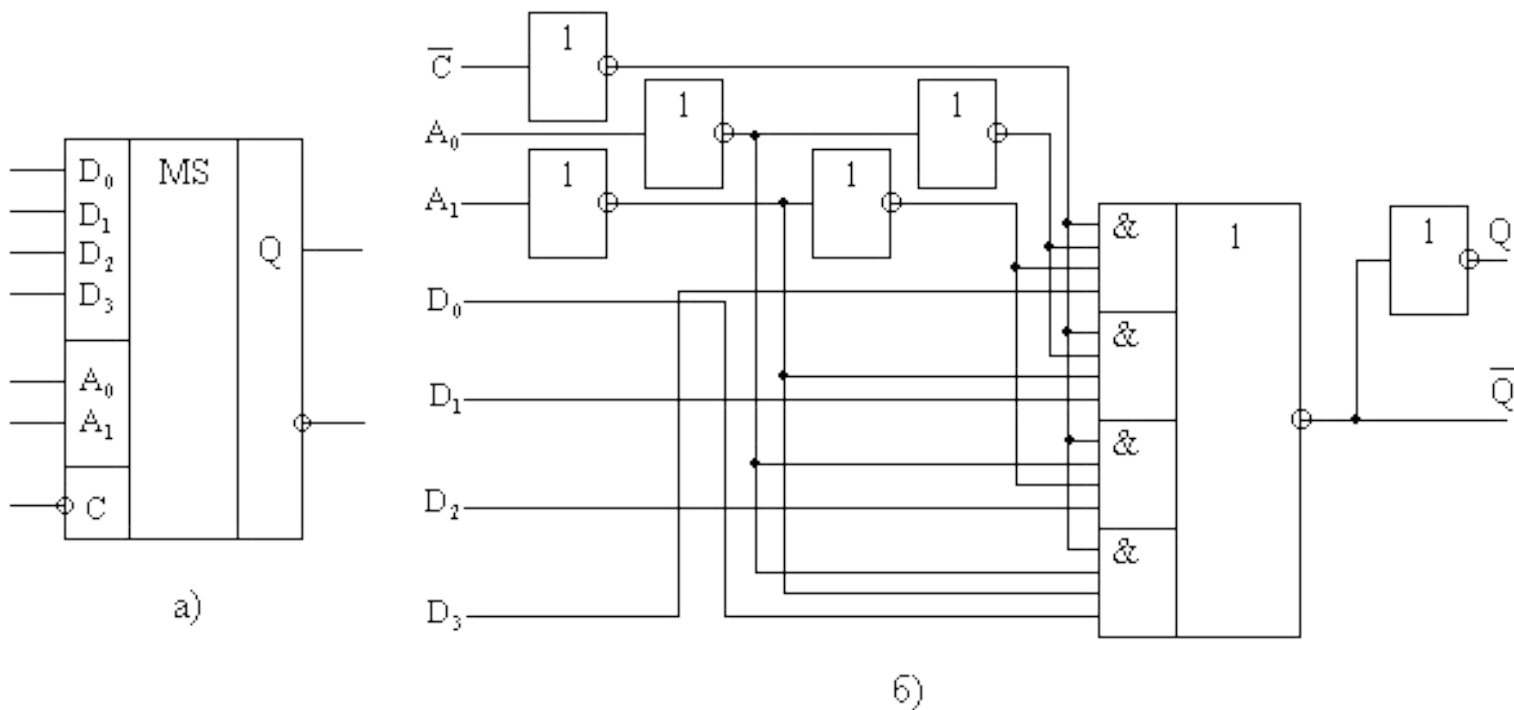 D₀ MS
D₁
D₂ Q
D₃
A₀
A₁
C
а)
C̅ 1
A₀ 1 1
A₁ 1 1
D₀
D₁
D₂
D₃
& 1
&
&
&
1 Q
Q̅
б)